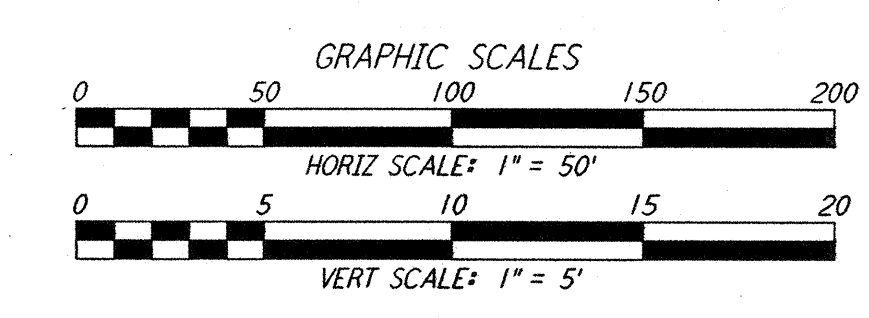 GRAPHIC SCALES
0 50 100 150 200
HORIZ SCALE: 1" = 50'
0 5 10 15 20
VERT SCALE: 1" = 5'